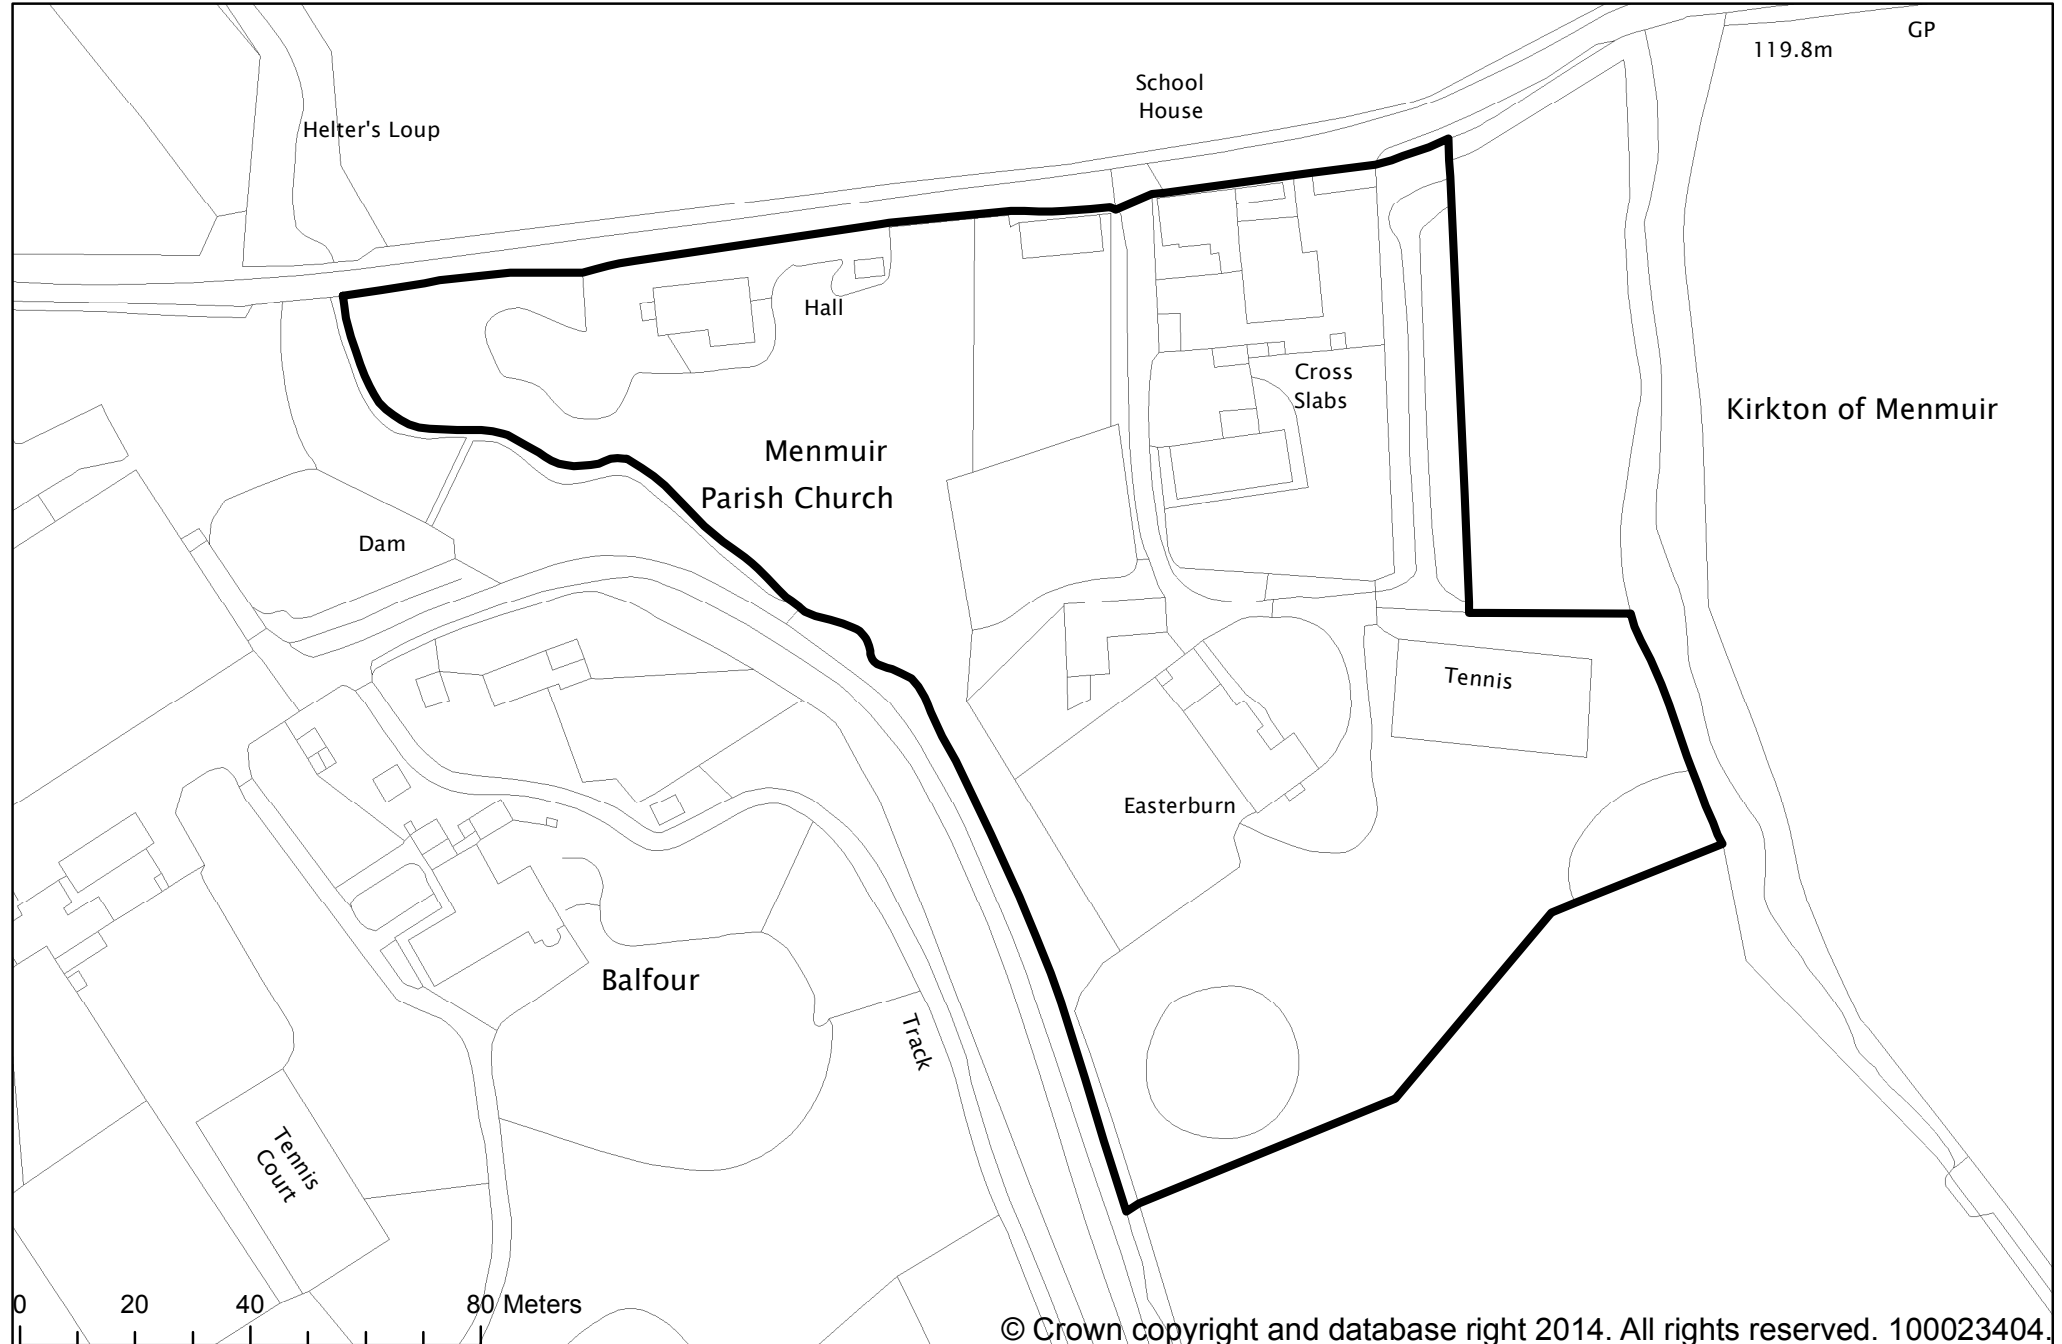 GP
119.8m
School
House
Helter's Loup
Hall
Cross
Slabs
Kirkton of Menmuir
Menmuir
Parish Church
Dam
Tennis
Easterburn
Balfour
Track
Tennis
Court
0 20 40 80 Meters
© Crown copyright and database right 2014. All rights reserved. 100023404.